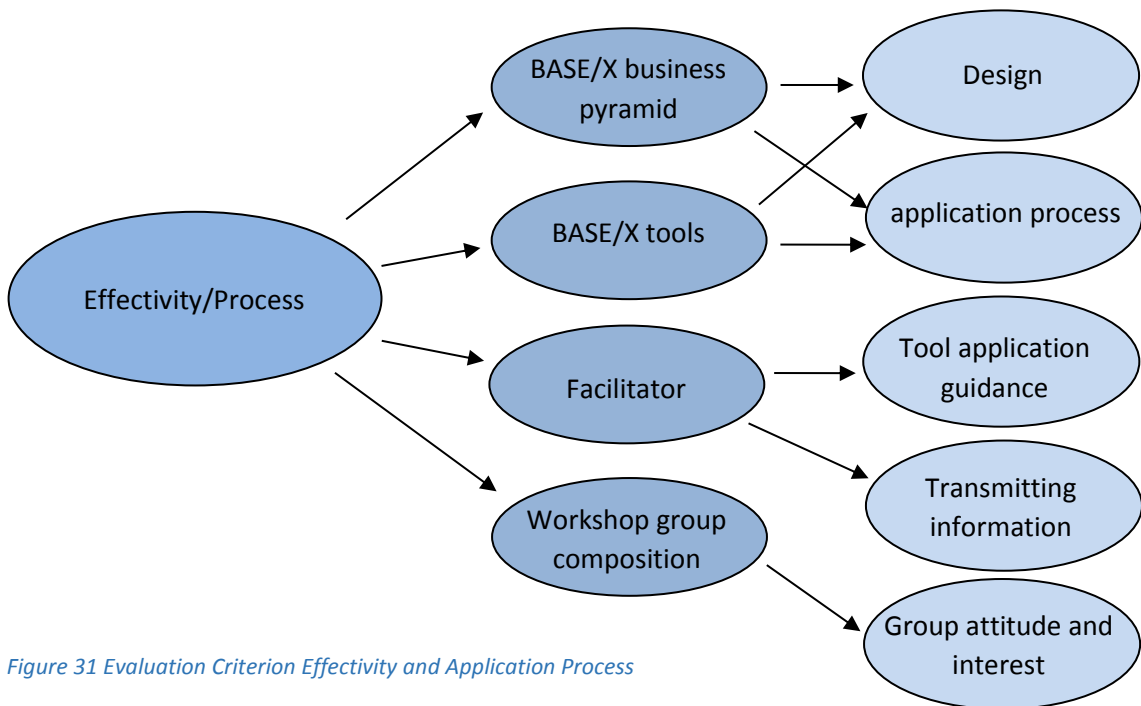 Effectivity/Process
BASE/X business
pyramid
BASE/X tools
Facilitator
Workshop group
composition
Design
application process
Tool application
guidance
Transmitting
information
Group attitude and
interest
Figure 31 Evaluation Criterion Effectivity and Application Process